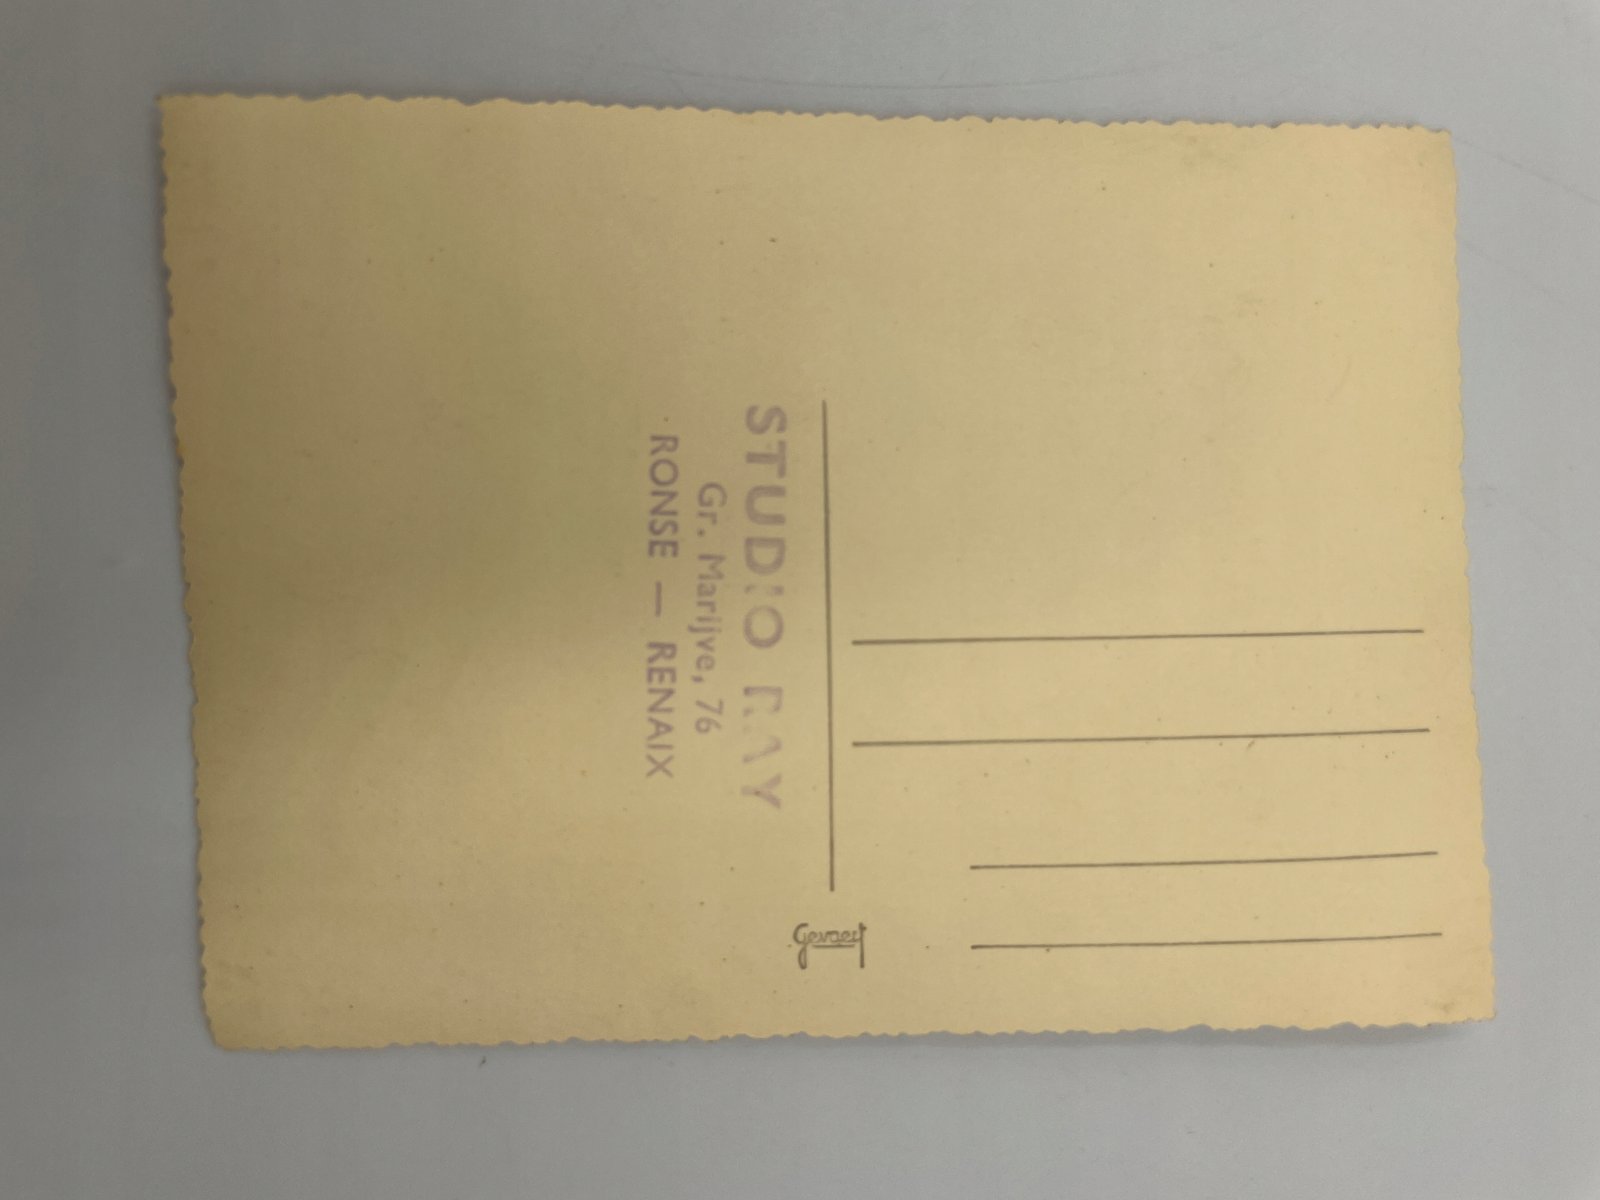 STUDIO RAY
Gr. Marijve, 76
RONSE — RENAIX
Gevaert